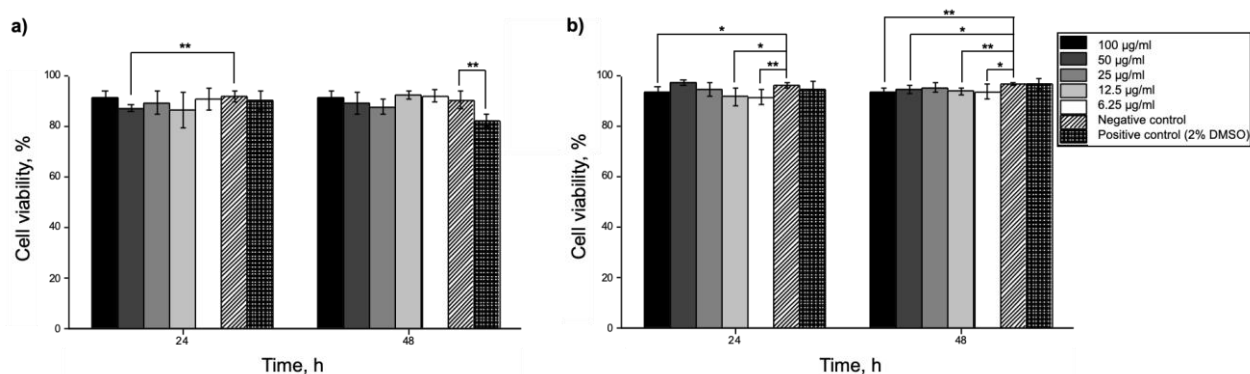 a)
**
**
100
80
60
40
20
0
24
48
Cell viability, %
Time, h
b)
*
*
**
**
*
**
*
100
80
60
40
20
0
24
48
Cell viability, %
Time, h
100 µg/ml
50 µg/ml
25 µg/ml
12.5 µg/ml
6.25 µg/ml
Negative control
Positive control (2% DMSO)